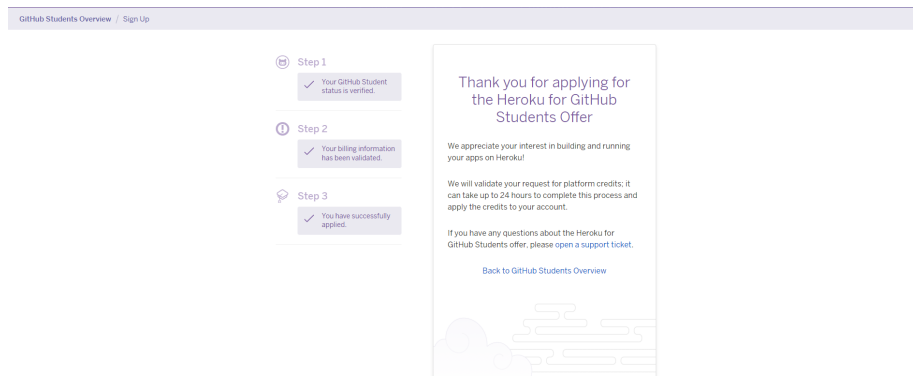 GitHub Students Overview / Sign Up
Step 1
Your GitHub Student
status is verified.
Step 2
Your billing information
has been validated.
Step 3
You have successfully
applied.
Thank you for applying for
the Heroku for GitHub
Students Offer
We appreciate your interest in building and running
your apps on Heroku!
We will validate your request for platform credits; it
can take up to 24 hours to complete this process and
apply the credits to your account.
If you have any questions about the Heroku for
GitHub Students offer, please open a support ticket.
Back to GitHub Students Overview